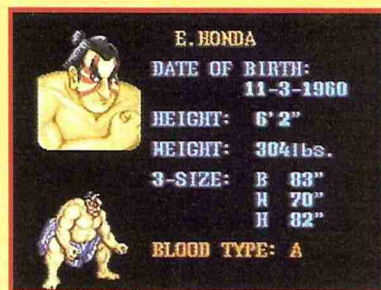 E.HONDA
DATE OF BIRTH:
11-3-1960
HEIGHT: 6'2"
WEIGHT: 304lbs.
3-SIZE: B 83"
W 70"
H 82"
BLOOD TYPE: A